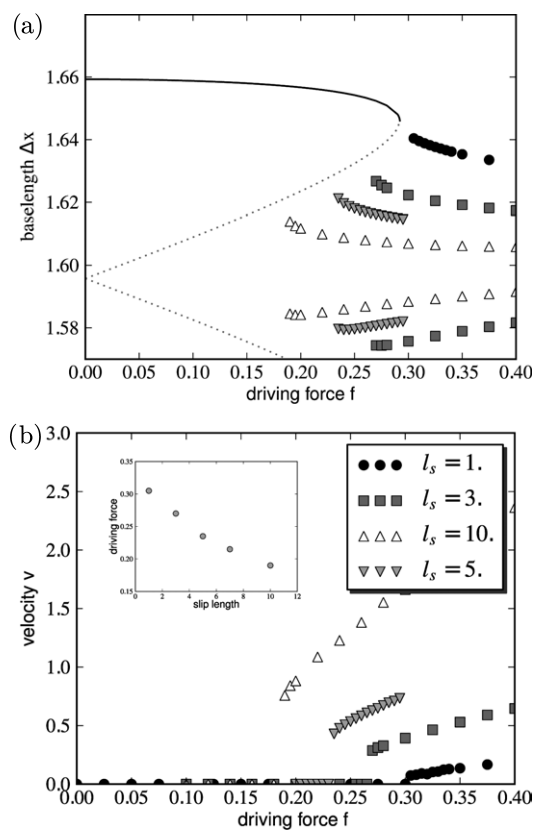 (a)
baselength Δx
1.66
1.64
1.62
1.60
1.58
0.00 0.05 0.10 0.15 0.20 0.25 0.30 0.35 0.40
driving force f
(b)
velocity v
3.0
2.5
2.0
1.5
1.0
0.5
0.0
driving force
0.35
0.30
0.25
0.20
0.15
0 2 4 6 8 10 12
slip length
l_s = 1.
l_s = 3.
l_s = 10.
l_s = 5.
0.00 0.05 0.10 0.15 0.20 0.25 0.30 0.35 0.40
driving force f